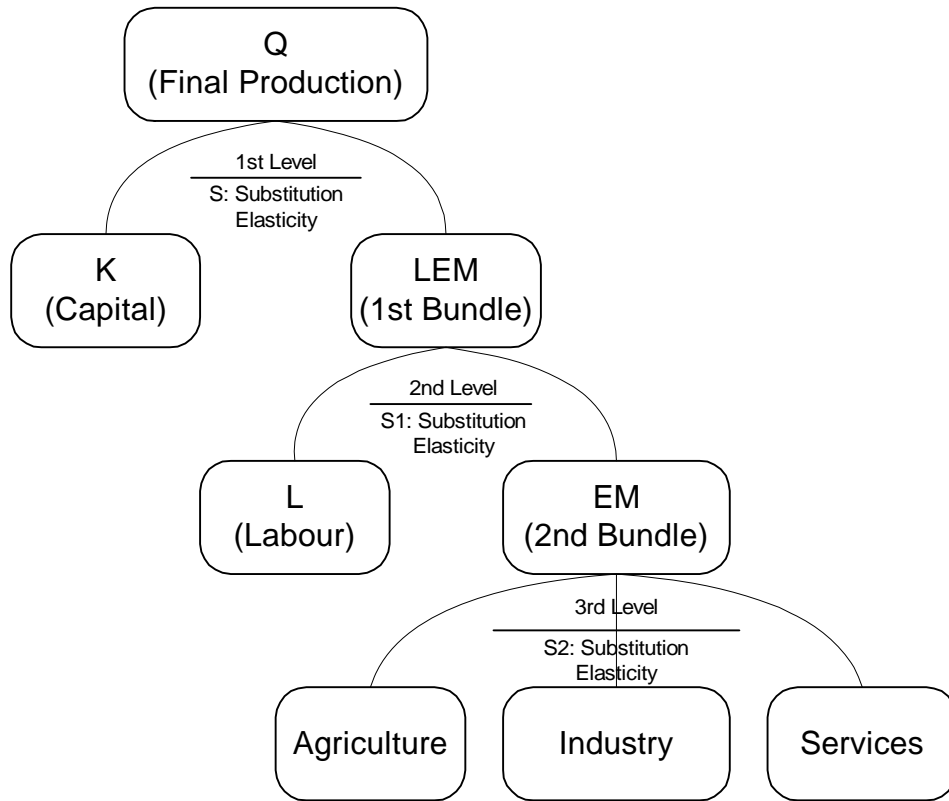 Q
(Final Production)
1st Level
S: Substitution
Elasticity
K
(Capital)
LEM
(1st Bundle)
2nd Level
S1: Substitution
Elasticity
L
(Labour)
EM
(2nd Bundle)
3rd Level
S2: Substitution
Elasticity
Agriculture
Industry
Services